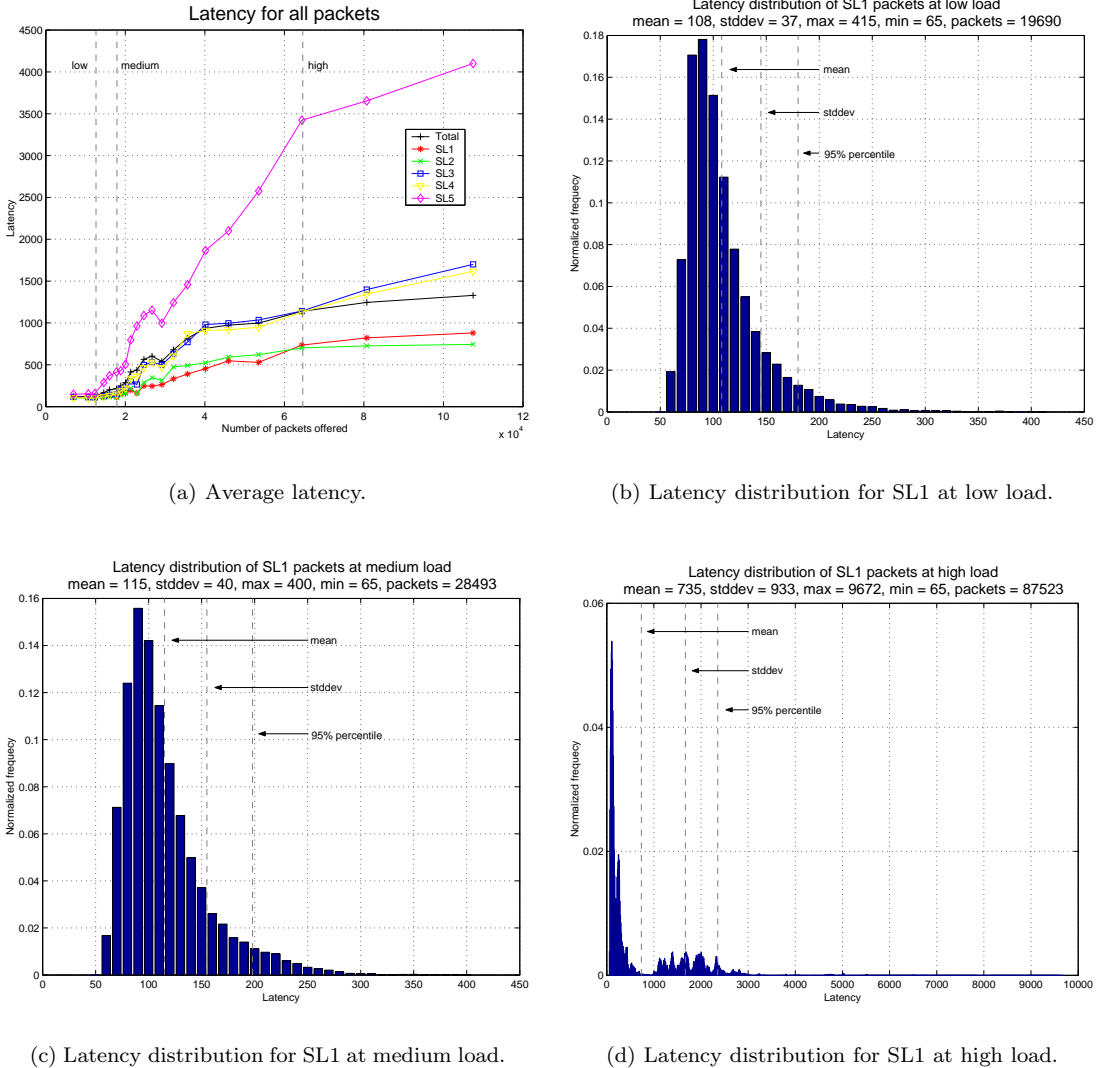 Latency for all packets
4500
4000
3500
3000
2500
2000
1500
1000
500
0
Latency
low
medium
high
Total
SL1
SL2
SL3
SL4
SL5
0
2
4
6
8
10
12
Number of packets offered
x 10^4
(a) Average latency.
Latency distribution of SL1 packets at low load
mean = 108, stddev = 37, max = 415, min = 65, packets = 19690
0.18
0.16
0.14
0.12
0.1
0.08
0.06
0.04
0.02
0
Normalized frequecy
mean
stddev
95% percentile
0
50
100
150
200
250
300
350
400
450
Latency
(b) Latency distribution for SL1 at low load.
Latency distribution of SL1 packets at medium load
mean = 115, stddev = 40, max = 400, min = 65, packets = 28493
0.16
0.14
0.12
0.1
0.08
0.06
0.04
0.02
0
Normalized frequecy
mean
stddev
95% percentile
0
50
100
150
200
250
300
350
400
450
Latency
(c) Latency distribution for SL1 at medium load.
Latency distribution of SL1 packets at high load
mean = 735, stddev = 933, max = 9672, min = 65, packets = 87523
0.06
0.04
0.02
0
Normalized frequecy
mean
stddev
95% percentile
0
1000
2000
3000
4000
5000
6000
7000
8000
9000
10000
Latency
(d) Latency distribution for SL1 at high load.